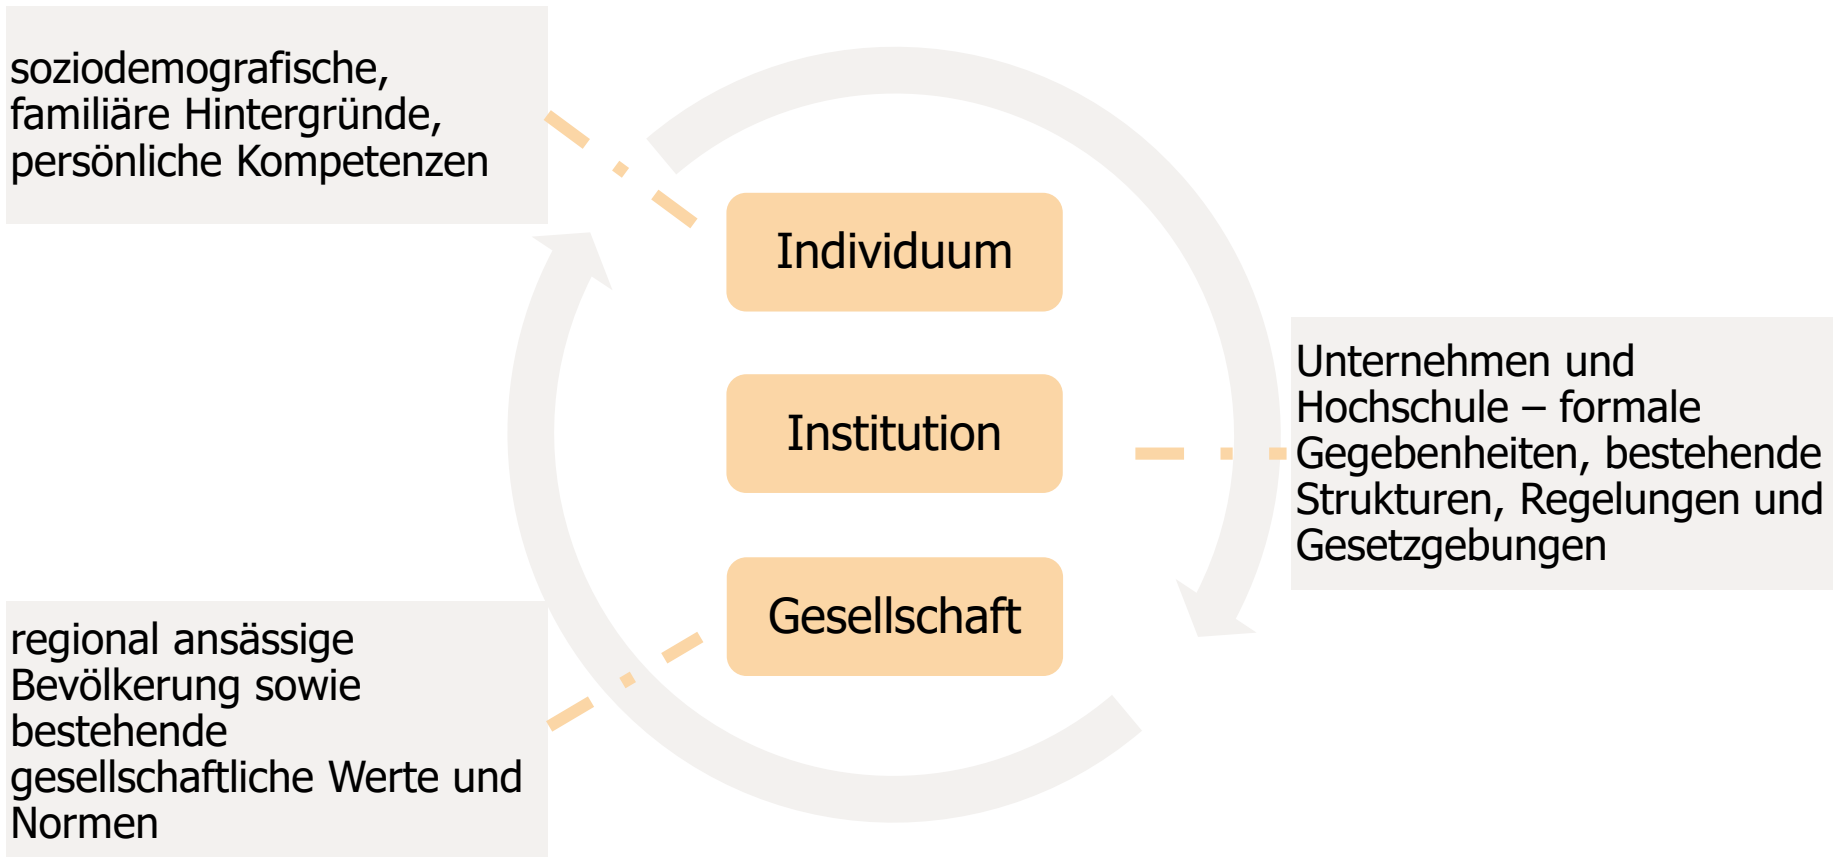 soziodemografische,
familiäre Hintergründe,
persönliche Kompetenzen
Individuum
Institution
Unternehmen und
Hochschule – formale
Gegebenheiten, bestehende
Strukturen, Regelungen und
Gesetzgebungen
Gesellschaft
regional ansässige
Bevölkerung sowie
bestehende
gesellschaftliche Werte und
Normen